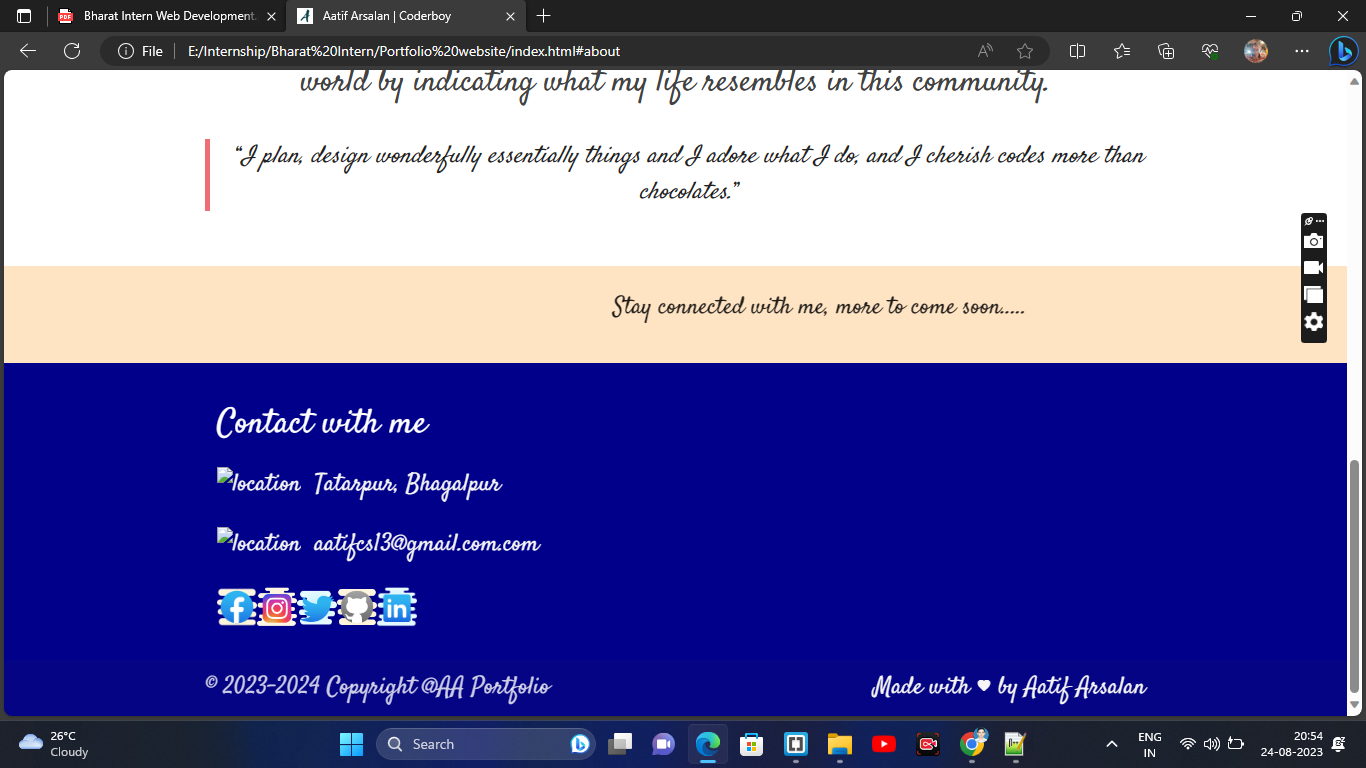 Bharat Intern Web Development.
Aatif Arsalan | Coderboy
File
E:/Internship/Bharat%20Intern/Portfolio%20website/index.html#about
world by indicating what my life resembles in this community.
“I plan, design wonderfully essentially things and I adore what I do, and I cherish codes more than
chocolates.”
Stay connected with me, more to come soon.....
Contact with me
location Tatarpur, Bhagalpur
location aatifcs13@gmail.com.com
© 2023-2024 Copyright @AA Portfolio
Made with ❤ by Aatif Arsalan
26°C
Cloudy
Search
ENG
IN
20:54
24-08-2023